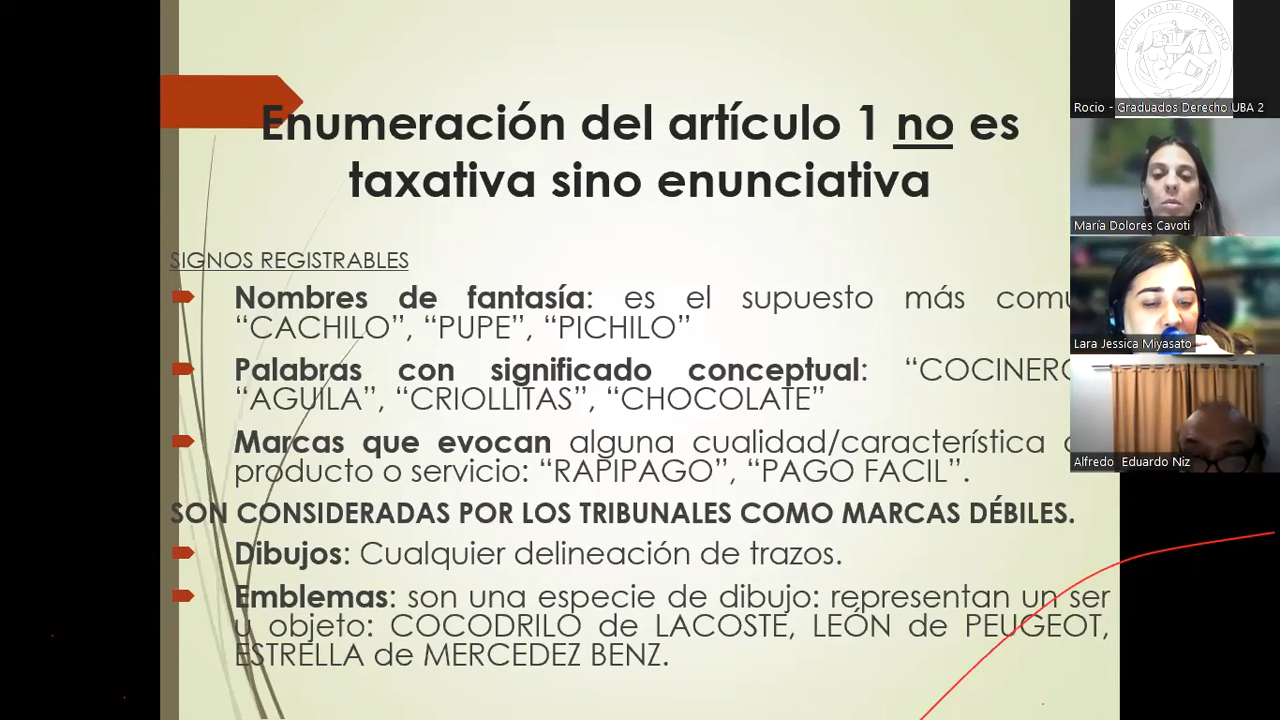 Enumeración del artículo 1 no es
taxativa sino enunciativa
SIGNOS REGISTRABLES
Nombres de fantasía: es el supuesto más
“CACHILO”, “PUPE”, “PICHILO”
Palabras con significado conceptual: “COCINERO
“AGUILA”, “CRIOLLITAS”, “CHOCOLATE”
Marcas que evocan alguna cualidad/característica
producto o servicio: “RAPIPAGO”, “PAGO FACIL”.
SON CONSIDERADAS POR LOS TRIBUNALES COMO MARCAS DÉBILES.
Dibujos: Cualquier delineación de trazos.
Emblemas: son una especie de dibujo: representan un ser
u objeto: COCODRILO de LACOSTE, LEÓN de PEUGEOT,
ESTRELLA de MERCEDEZ BENZ.
FACULTAD DE DERECHO
Rocio - Graduados Derecho UBA 2
María Dolores Cavoti
Lara Jessica Miyasato
Alfredo Eduardo Niz